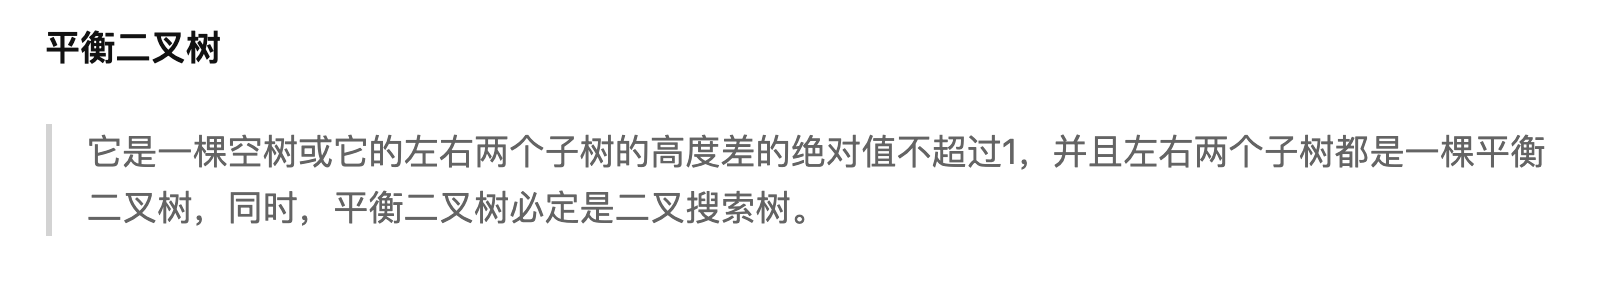 平衡二叉树
它是一棵空树或它的左右两个子树的高度差的绝对值不超过1，并且左右两个子树都是一棵平衡
二叉树，同时，平衡二叉树必定是二叉搜索树。